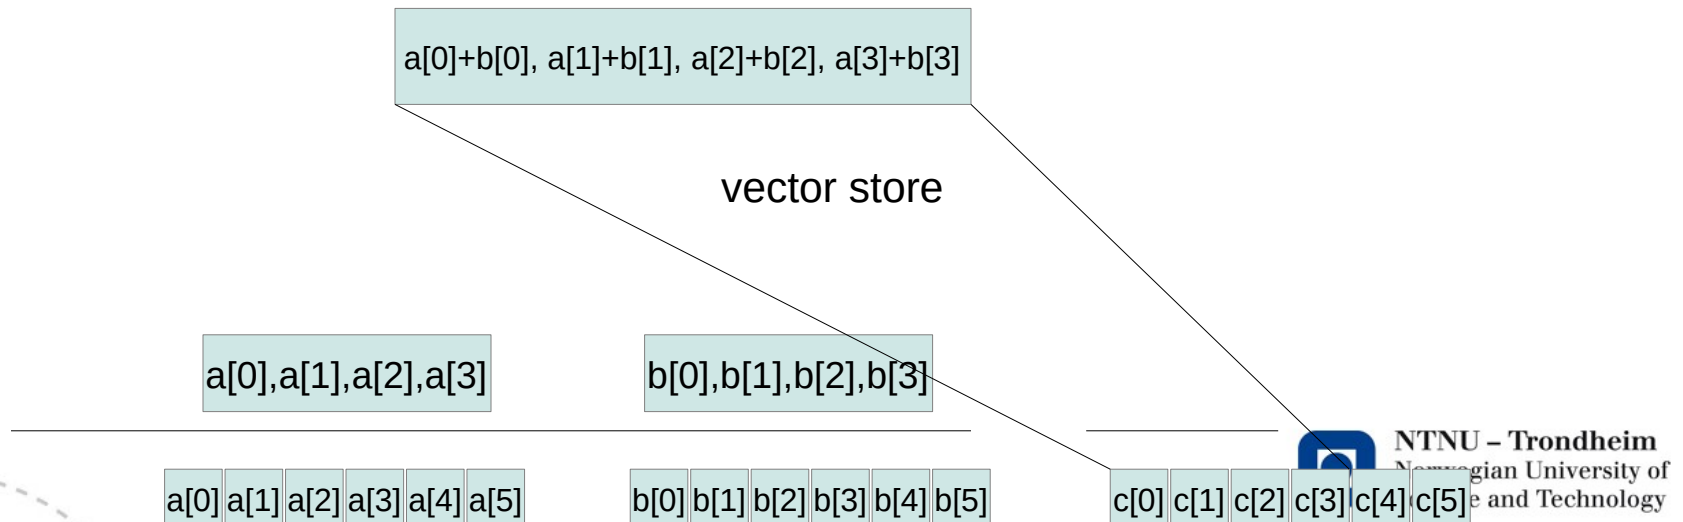 a[0]+b[0], a[1]+b[1], a[2]+b[2], a[3]+b[3]
vector store
a[0],a[1],a[2],a[3]
b[0],b[1],b[2],b[3]
NTNU – Trondheim
Norwegian University of
e and Technology
a[0] a[1] a[2] a[3] a[4] a[5]
b[0] b[1] b[2] b[3] b[4] b[5]
c[0] c[1] c[2] c[3] c[4] c[5]